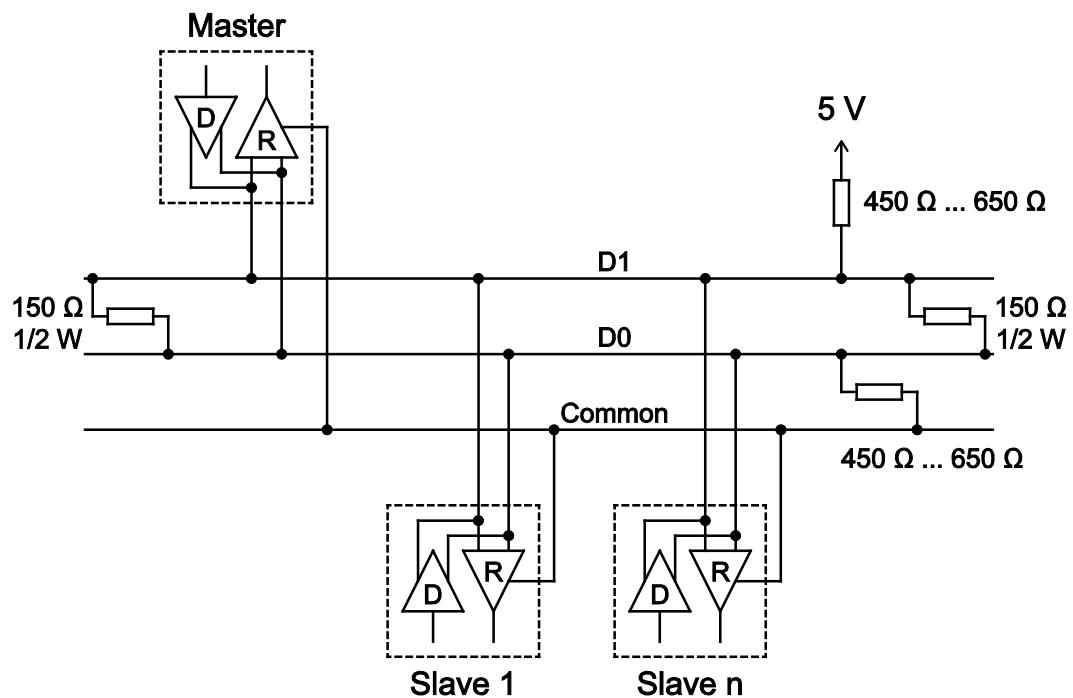 Master
D
R
5 V
450 Ω ... 650 Ω
D1
150 Ω
1/2 W
150 Ω
1/2 W
D0
Common
450 Ω ... 650 Ω
D
R
D
R
Slave 1
Slave n